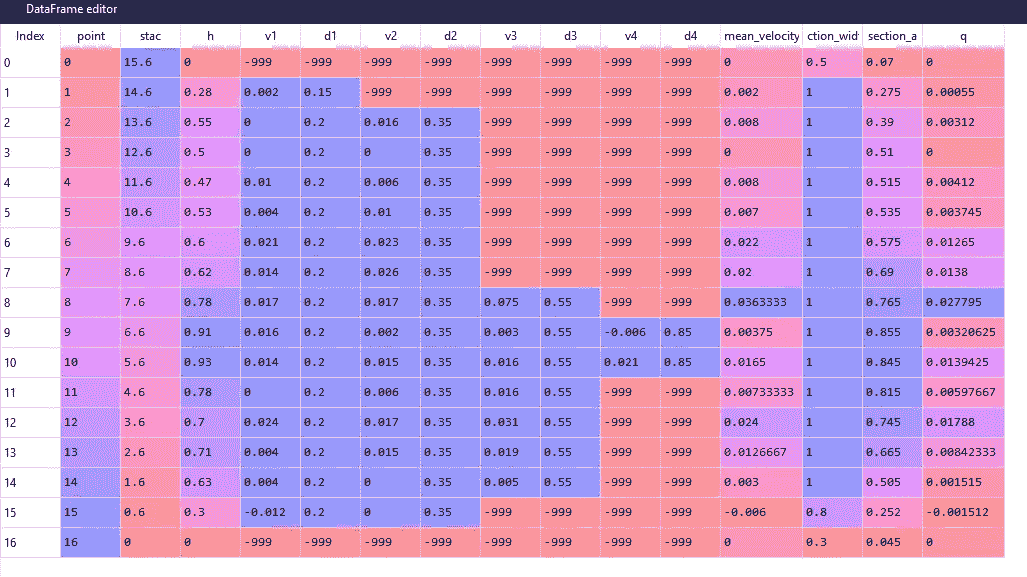 DataFrame editor
Index point stac h v1 d1 v2 d2 v3 d3 v4 d4 mean_velocity ction_wid section_a q
0 0 15.6 0 -999 -999 -999 -999 -999 -999 -999 -999 0 0.5 0.07 0
1 1 14.6 0.28 0.002 0.15 -999 -999 -999 -999 -999 -999 0.002 1 0.275 0.00055
2 2 13.6 0.55 0 0.2 0.016 0.35 -999 -999 -999 -999 0.008 1 0.39 0.00312
3 3 12.6 0.5 0 0.2 0 0.35 -999 -999 -999 -999 0 1 0.51 0
4 4 11.6 0.47 0.01 0.2 0.006 0.35 -999 -999 -999 -999 0.008 1 0.515 0.00412
5 5 10.6 0.53 0.004 0.2 0.01 0.35 -999 -999 -999 -999 0.007 1 0.535 0.003745
6 6 9.6 0.6 0.021 0.2 0.023 0.35 -999 -999 -999 -999 0.022 1 0.575 0.01265
7 7 8.6 0.62 0.014 0.2 0.026 0.35 -999 -999 -999 -999 0.02 1 0.69 0.0138
8 8 7.6 0.78 0.017 0.2 0.017 0.35 0.075 0.55 -999 -999 0.0363333 1 0.765 0.027795
9 9 6.6 0.91 0.016 0.2 0.002 0.35 0.003 0.55 -0.006 0.85 0.00375 1 0.855 0.00320625
10 10 5.6 0.93 0.014 0.2 0.015 0.35 0.016 0.55 0.021 0.85 0.0165 1 0.845 0.0139425
11 11 4.6 0.78 0 0.2 0.006 0.35 0.016 0.55 -999 -999 0.00733333 1 0.815 0.00597667
12 12 3.6 0.7 0.024 0.2 0.017 0.35 0.031 0.55 -999 -999 0.024 1 0.745 0.01788
13 13 2.6 0.71 0.004 0.2 0.015 0.35 0.019 0.55 -999 -999 0.0126667 1 0.665 0.00842333
14 14 1.6 0.63 0.004 0.2 0 0.35 0.005 0.55 -999 -999 0.003 1 0.505 0.001515
15 15 0.6 0.3 -0.012 0.2 0 0.252 -999 -999 -999 -999 -0.006 0.8 0.252 -0.001512
16 16 0 0 -999 -999 -999 -999 -999 -999 -999 -999 0 0.3 0.045 0